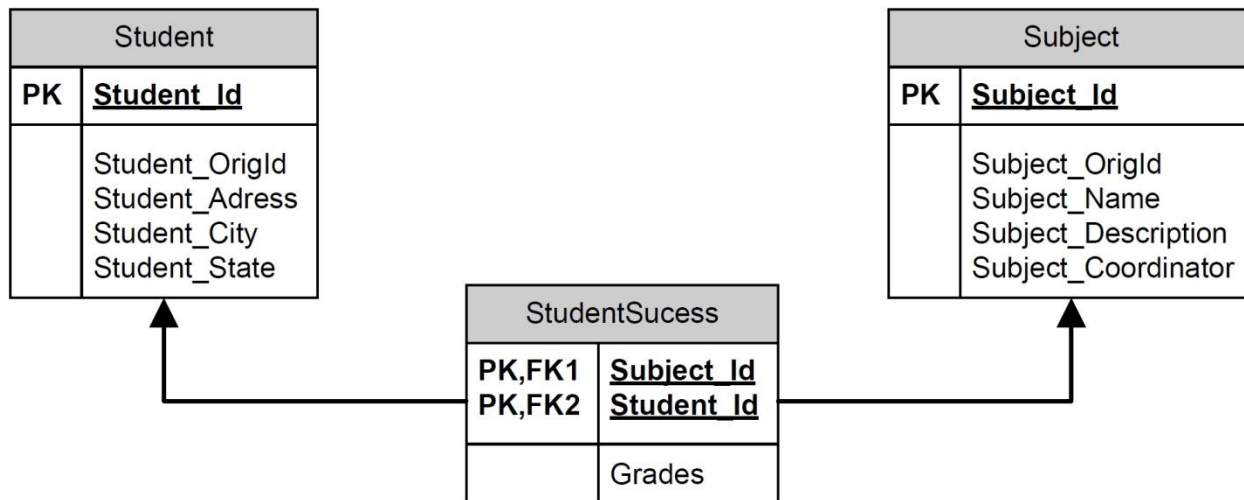 Student
PK Student_Id
Student_OrigId
Student_Adress
Student_City
Student_State
Subject
PK Subject_Id
Subject_OrigId
Subject_Name
Subject_Description
Subject_Coordinator
StudentSucess
PK,FK1 Subject_Id
PK,FK2 Student_Id
Grades